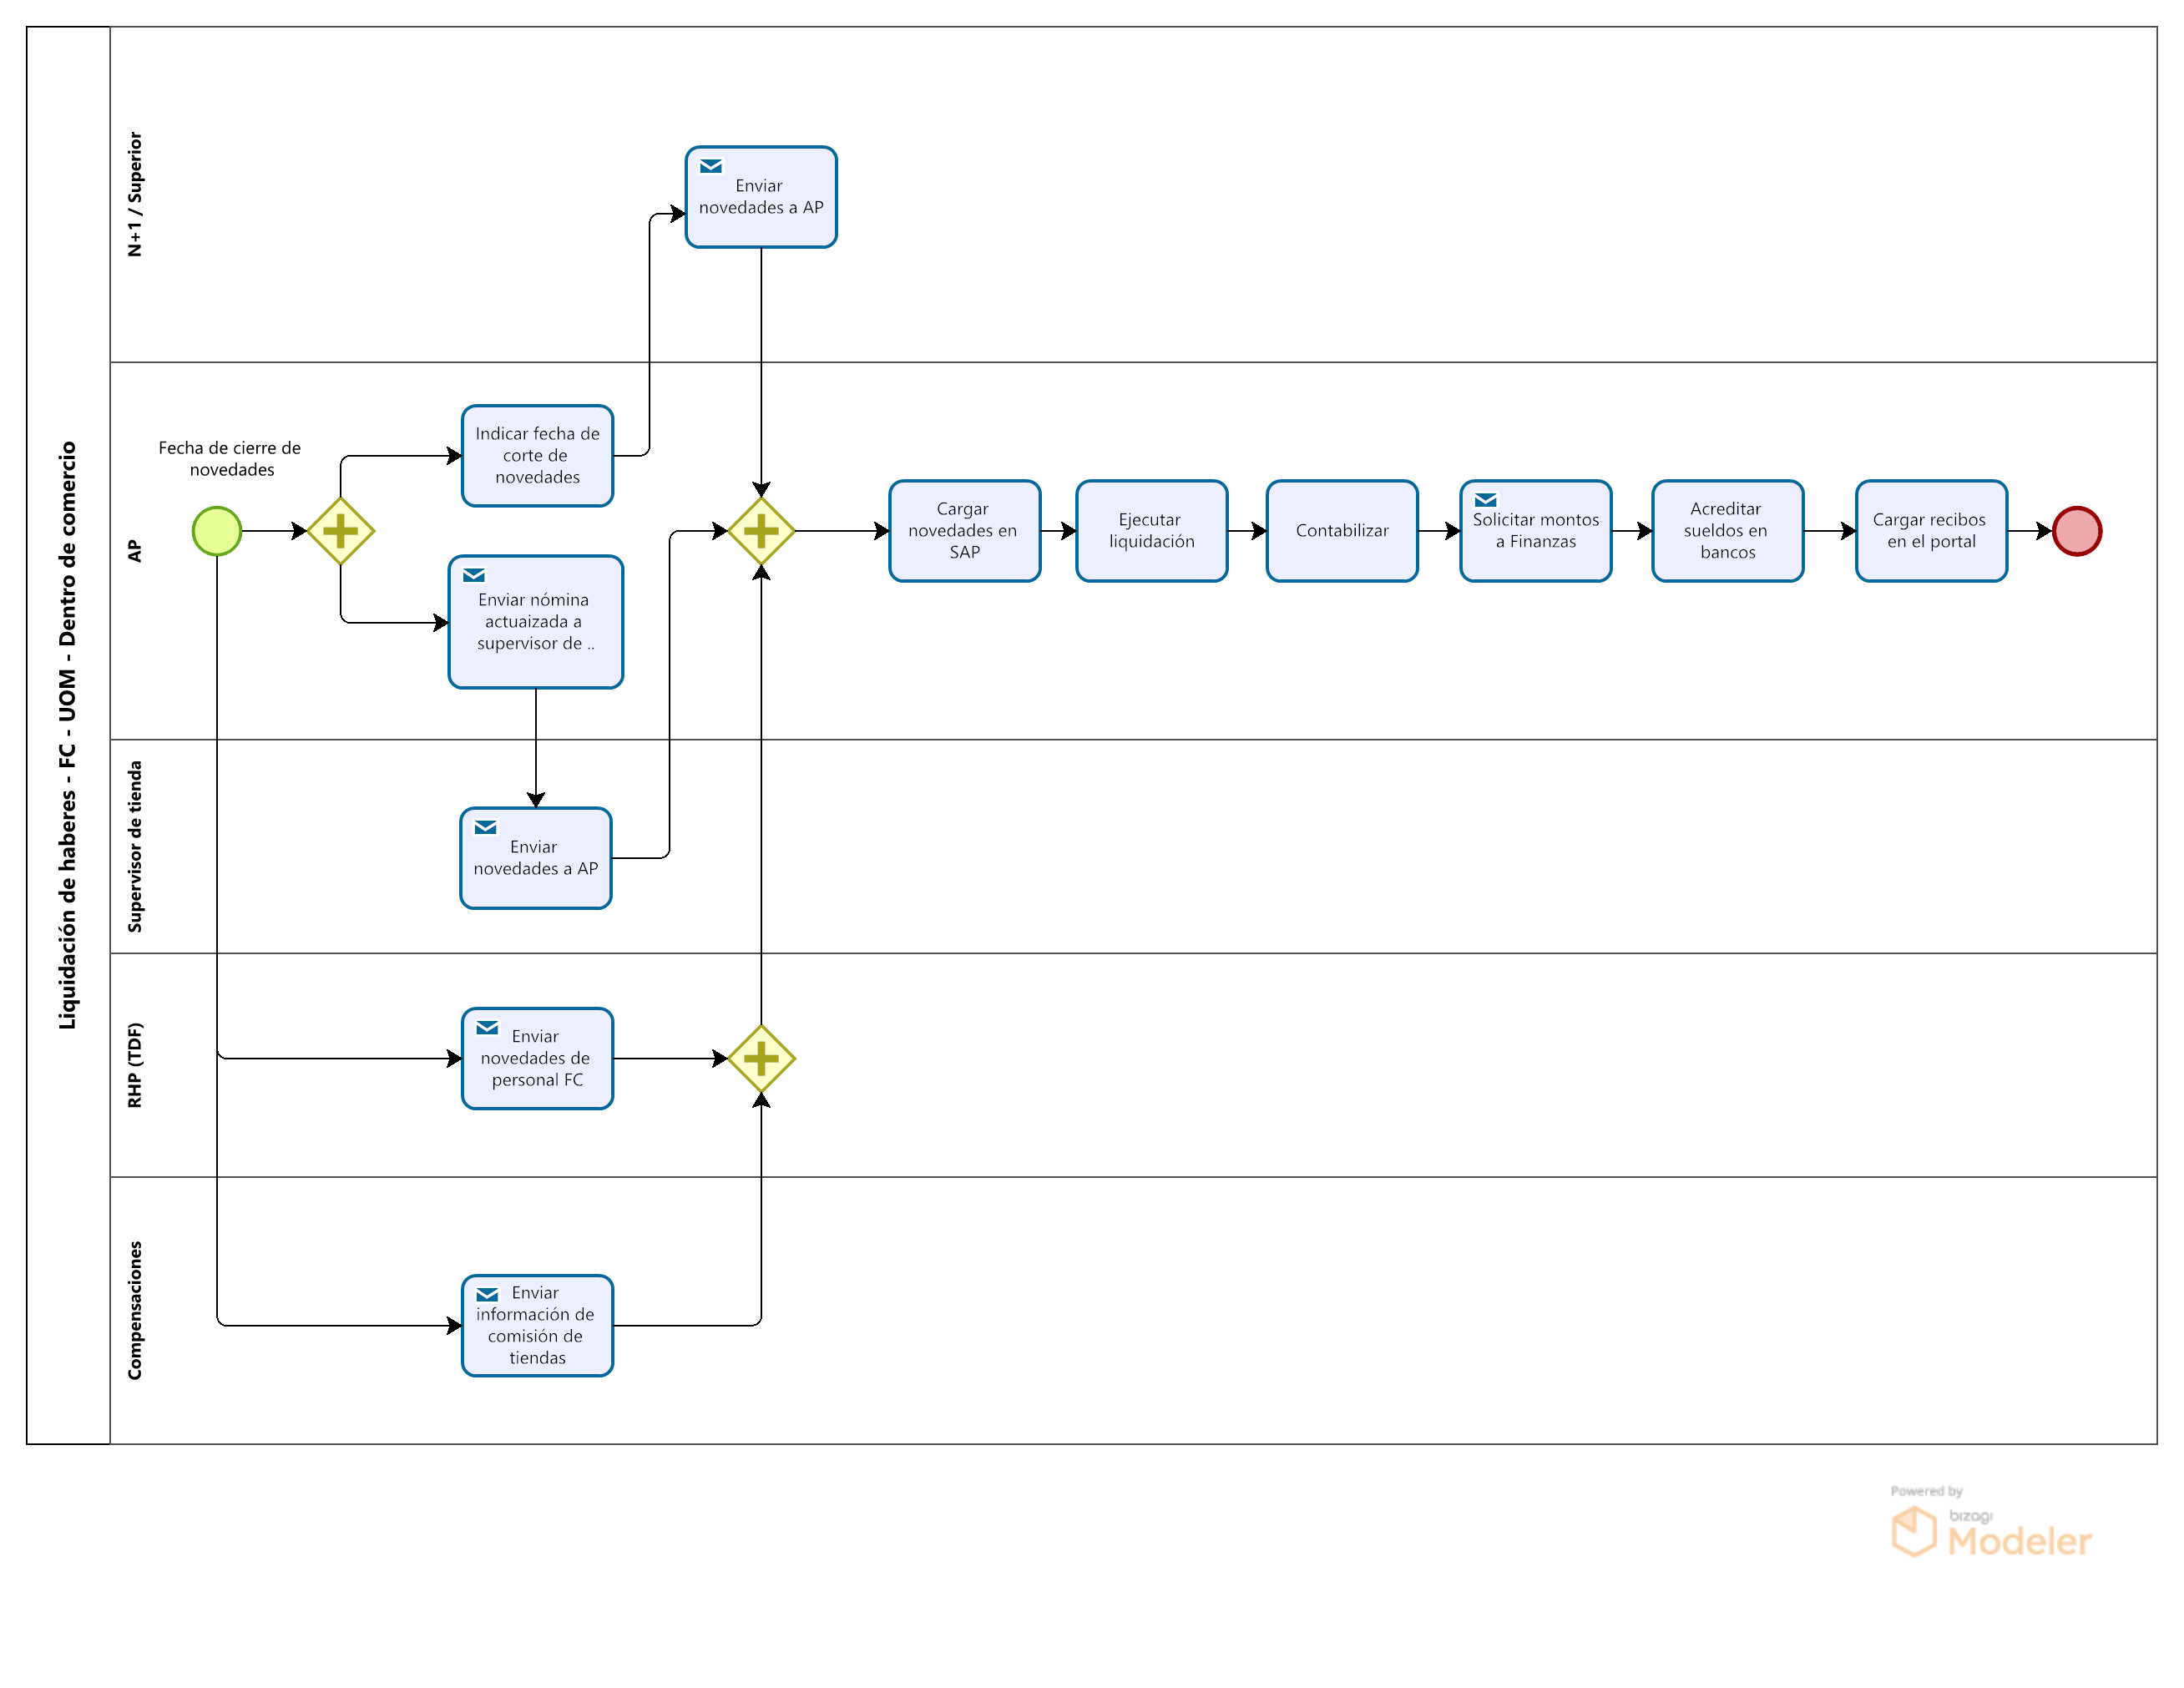 Liquidación de haberes - FC - UOM - Dentro de comercio
N+1 / Superior
Enviar
novedades a AP
AP
Fecha de cierre de
novedades
Indicar fecha de
corte de
novedades
Enviar nómina
actuaizada a
supervisor de ..
Cargar
novedades en
SAP
Ejecutar
liquidación
Contabilizar
Solicitar montos
a Finanzas
Acreditar
sueldos en
bancos
Cargar recibos
en el portal
Supervisor de tienda
Enviar
novedades a AP
RHP (TDF)
Enviar
novedades de
personal FC
Compensaciones
Enviar
información de
comisión de
tiendas
Powered by
bizagi
Modeler